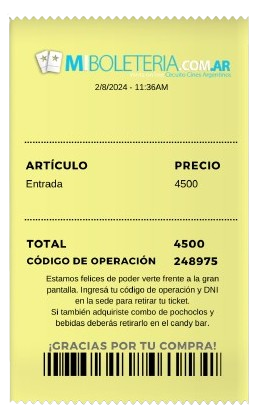 MIBOLETERIA.COM.AR
Circuito Cines Argentinos
2/8/2024 - 11:36AM
ARTÍCULO PRECIO
Entrada 4500
TOTAL 4500
CÓDIGO DE OPERACIÓN 248975
Estamos felices de poder verte frente a la gran
pantalla. Ingresá tu código de operación y DNI
en la sede para retirar tu ticket.
Si también adquiriste combo de pochoclos y
bebidas deberás retirarlo en el candy bar.
¡GRACIAS POR TU COMPRA!